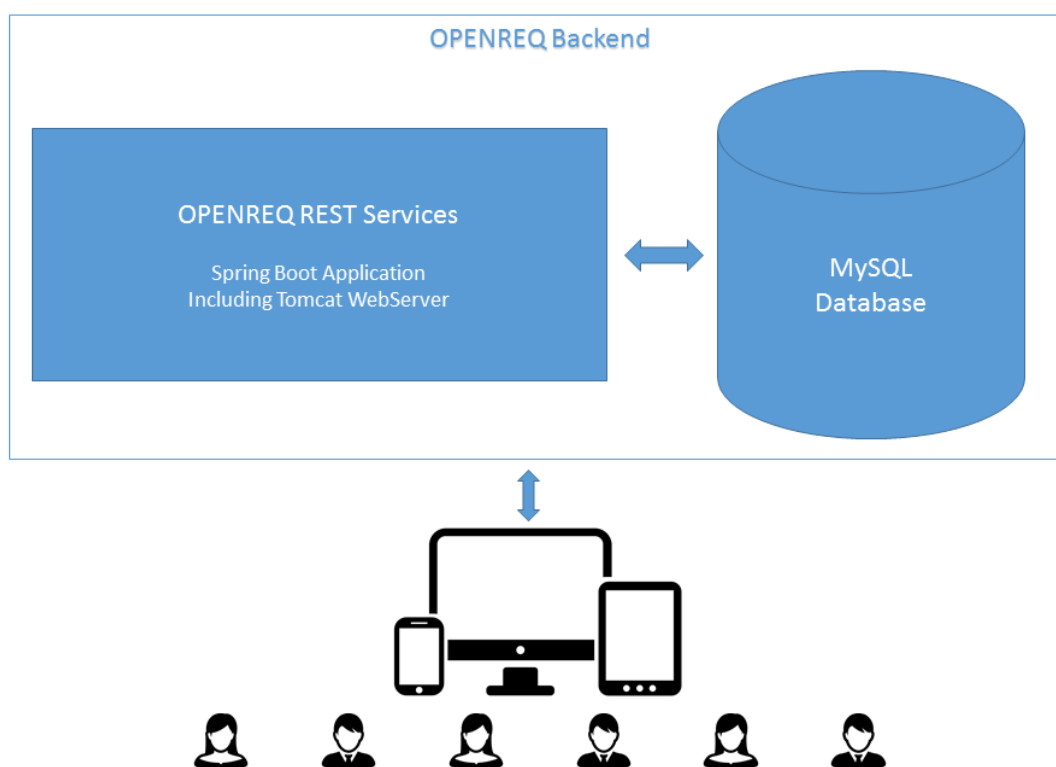 OPENREQ Backend
OPENREQ REST Services
Spring Boot Application
Including Tomcat WebServer
MySQL
Database